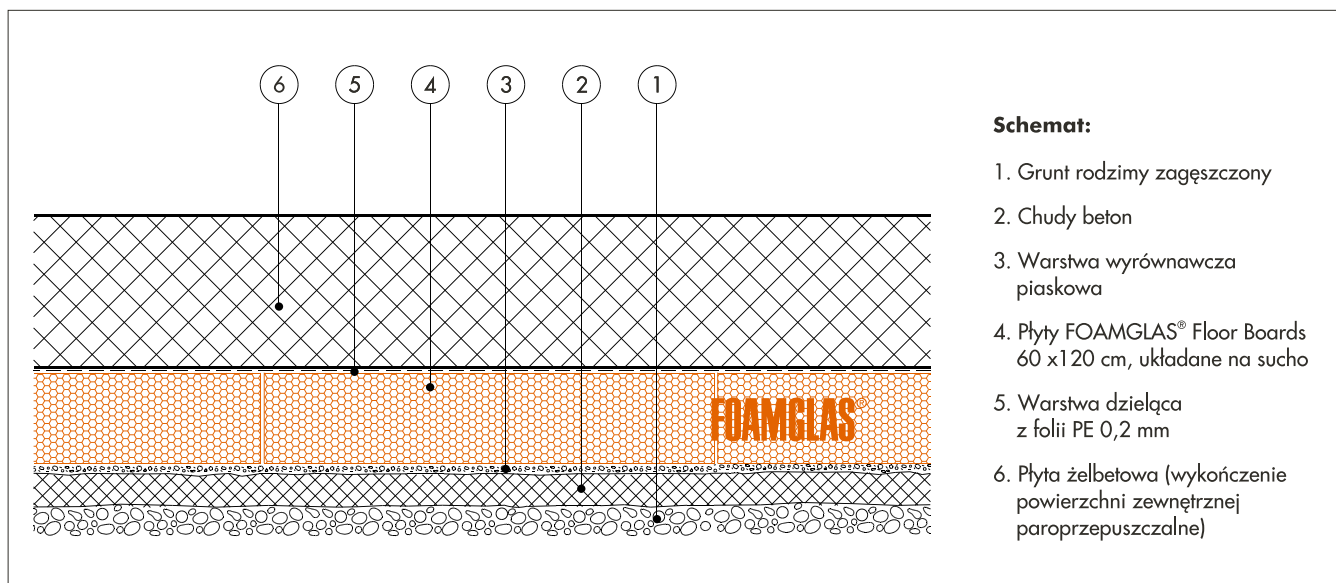 6 5 4 3 2 1
FOAMGLAS®
Schemat:
1. Grunt rodzimy zagęszczony
2. Chudy beton
3. Warstwa wyrównawcza
piaskowa
4. Płyty FOAMGLAS® Floor Boards
60 x120 cm, układane na sucho
5. Warstwa dzieląca
z folii PE 0,2 mm
6. Płyta żelbetowa (wykończenie
powierzchni zewnętrznej
paroprzepuszczalne)